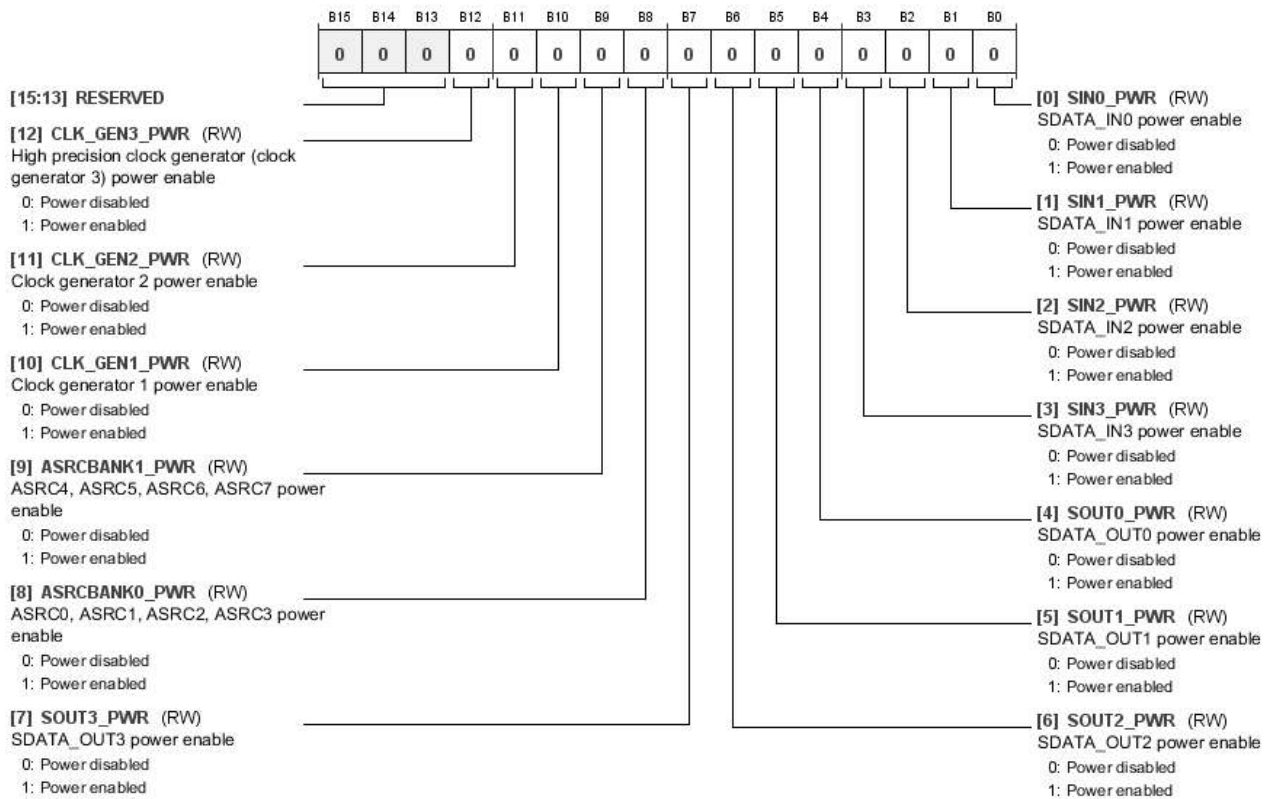 B15 B14 B13 B12 B11 B10 B9 B8 B7 B6 B5 B4 B3 B2 B1 B0
0 0 0 0 0 0 0 0 0 0 0 0 0 0 0 0
[15:13] RESERVED
[12] CLK_GEN3_PWR (RW)
High precision clock generator (clock
generator 3) power enable
0: Power disabled
1: Power enabled
[11] CLK_GEN2_PWR (RW)
Clock generator 2 power enable
0: Power disabled
1: Power enabled
[10] CLK_GEN1_PWR (RW)
Clock generator 1 power enable
0: Power disabled
1: Power enabled
[9] ASRCBANK1_PWR (RW)
ASRC4, ASRC5, ASRC6, ASRC7 power
enable
0: Power disabled
1: Power enabled
[8] ASRCBANK0_PWR (RW)
ASRC0, ASRC1, ASRC2, ASRC3 power
enable
0: Power disabled
1: Power enabled
[7] SOUT3_PWR (RW)
SDATA_OUT3 power enable
0: Power disabled
1: Power enabled
[0] SIN0_PWR (RW)
SDATA_IN0 power enable
0: Power disabled
1: Power enabled
[1] SIN1_PWR (RW)
SDATA_IN1 power enable
0: Power disabled
1: Power enabled
[2] SIN2_PWR (RW)
SDATA_IN2 power enable
0: Power disabled
1: Power enabled
[3] SIN3_PWR (RW)
SDATA_IN3 power enable
0: Power disabled
1: Power enabled
[4] SOUT0_PWR (RW)
SDATA_OUT0 power enable
0: Power disabled
1: Power enabled
[5] SOUT1_PWR (RW)
SDATA_OUT1 power enable
0: Power disabled
1: Power enabled
[6] SOUT2_PWR (RW)
SDATA_OUT2 power enable
0: Power disabled
1: Power enabled